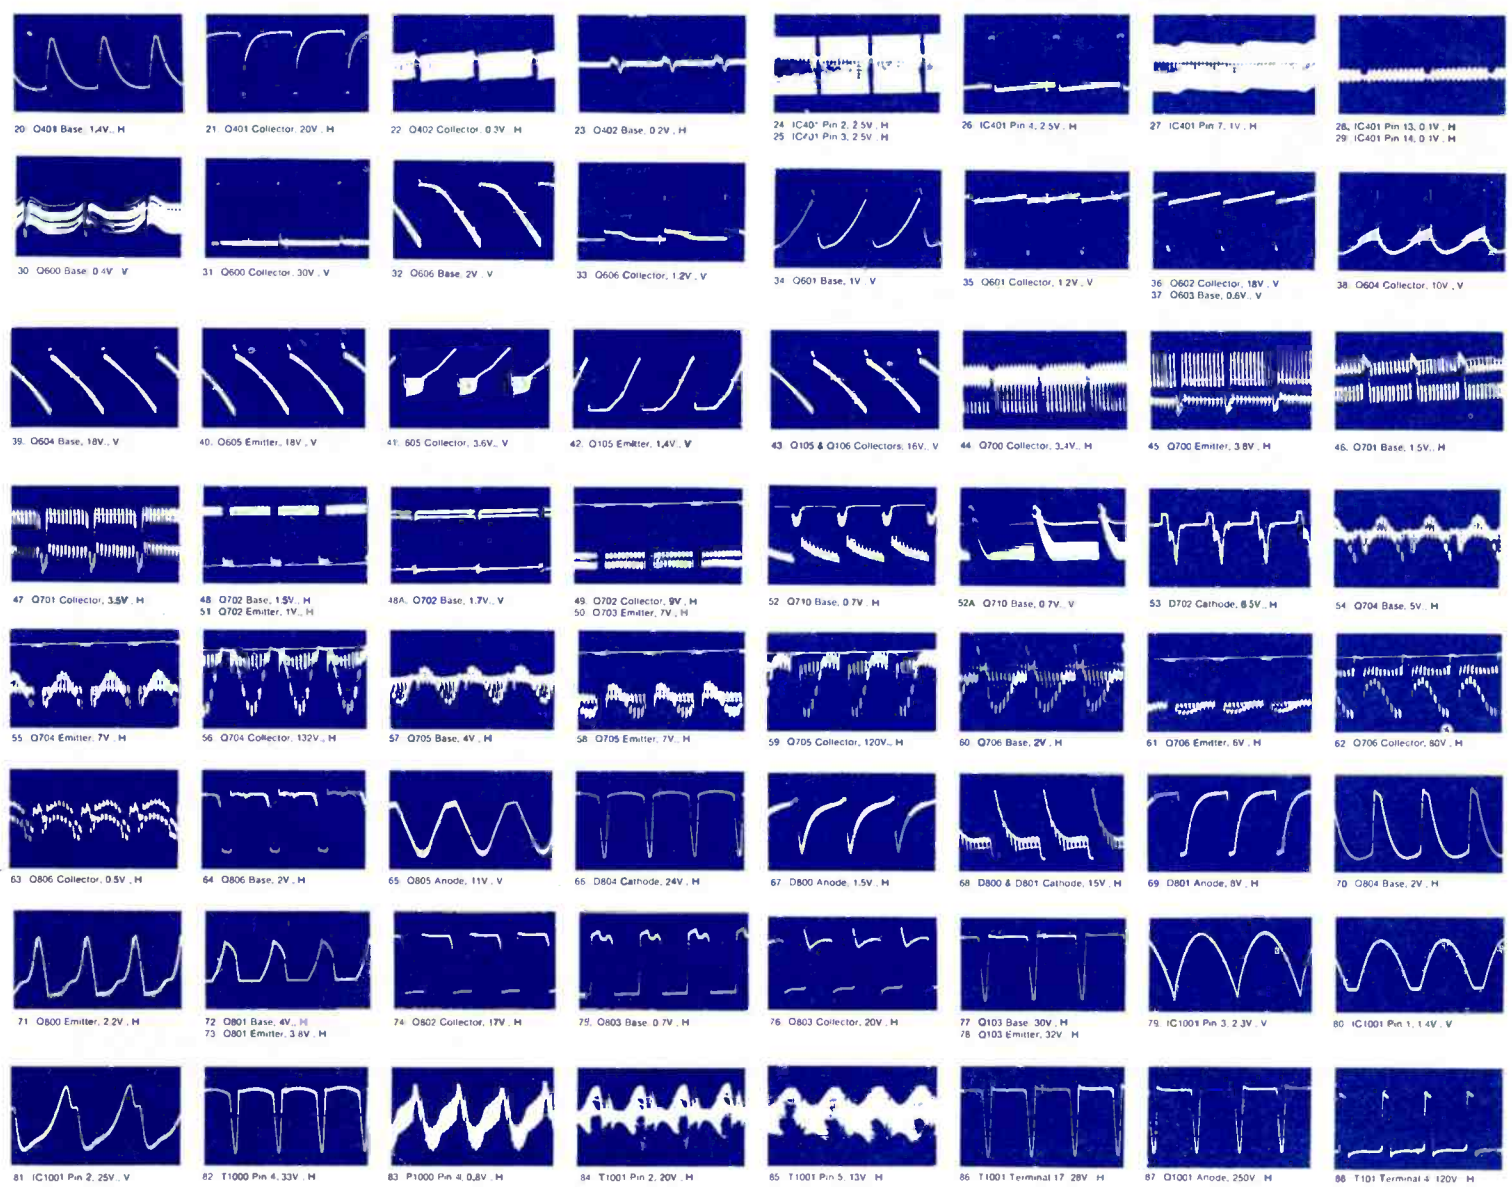 20 Q401 Base, 1.4V., H
21 Q401 Collector, 20V , H
22 Q402 Collector, 0.3V H
23 Q402 Base, 0.2V , H
24 IC401 Pin 2, 2.5V , H
25 IC401 Pin 3, 2.5V , H
26 IC401 Pin 4, 2.5V , H
27 IC401 Pin 7, 1V , H
28. IC401 Pin 13, 0.1V , H
29 IC401 Pin 14, 0.1V , H
30 Q600 Base, 0.4V V
31 Q600 Collector, 30V , V
32 Q606 Base, 2V , V
33 Q606 Collector, 1.2V , V
34 Q601 Base, 1V , V
35 Q601 Collector, 1.2V , V
36 Q602 Collector, 18V , V
37 Q603 Base, 0.6V., V
38 Q604 Collector, 10V , V
39. Q604 Base, 18V., V
40. Q605 Emitter, 18V , V
41. 605 Collector, 3.6V., V
42. Q105 Emitter, 1.4V , V
43 Q105 & Q106 Collectors, 16V., V
44 Q700 Collector, 3.4V., H
45 Q700 Emitter, 3.8V , H
46. Q701 Base, 1.5V., H
47 Q701 Collector, 3.5V , H
48 Q702 Base, 1.5V., H
51 Q702 Emitter, 1V., H
48A. Q702 Base, 1.7V., V
49 Q702 Collector, 9V , H
50 Q703 Emitter, 7V , H
52 Q710 Base, 0.7V , H
52A Q710 Base, 0.7V , V
53 D702 Cathode, 6.5V., H
54 Q704 Base, 5V , H
55 Q704 Emitter, 7V , H
56 Q704 Collector, 132V., H
57 Q705 Base, 4V , H
58 Q705 Emitter, 7V., H
59 Q705 Collector, 120V., H
60 Q706 Base, 2V , H
61 Q706 Emitter, 6V , H
62 Q706 Collector, 80V , H
63 Q806 Collector, 0.5V , H
64 Q806 Base, 2V , H
65 Q805 Anode, 11V , V
66 D804 Cathode, 24V , H
67 D800 Anode, 1.5V , H
68 D800 & D801 Cathode, 15V , H
69 D801 Anode, 8V , H
70 Q804 Base, 2V , H
71 Q800 Emitter, 2.2V , H
72 Q801 Base, 4V., H
73 Q801 Emitter, 3.8V , H
74 Q802 Collector, 17V , H
75. Q803 Base 0.7V , H
76 Q803 Collector, 20V , H
77 Q103 Base 30V , H
78 Q103 Emitter, 32V H
79. IC1001 Pin 3, 2.3V , V
80 IC1001 Pin 1, 1.4V , V
81 IC1001 Pin 2, 25V., V
82 T1000 Pin 4, 33V , H
83 P1000 Pin 4, 0.8V , H
84 T1001 Pin 2, 20V , H
85 T1001 Pin 5, 13V H
86 T1001 Terminal 17 28V H
87 Q1001 Anode, 250V H
88 T101 Terminal 4 120V H